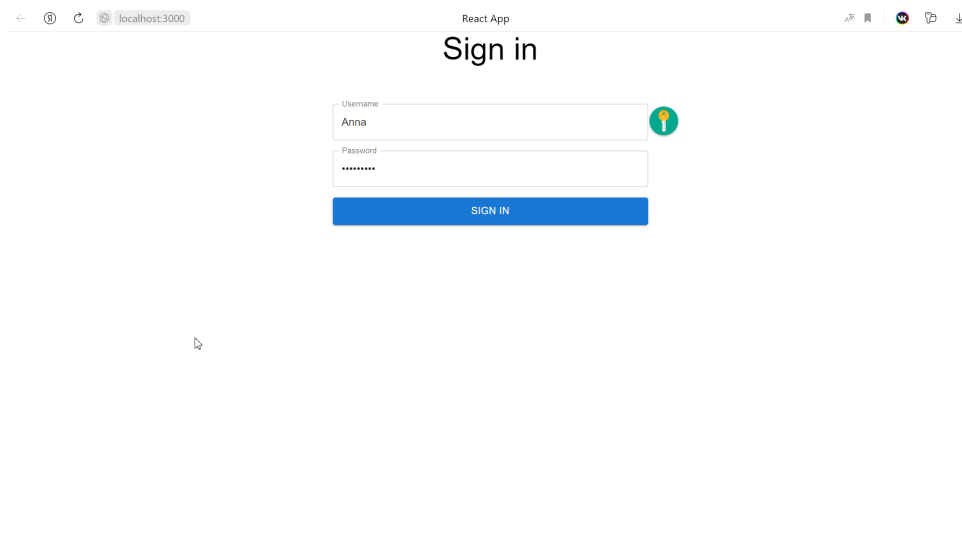 localhost:3000
React App
Sign in
Username
Anna
Password
•••••••••
SIGN IN